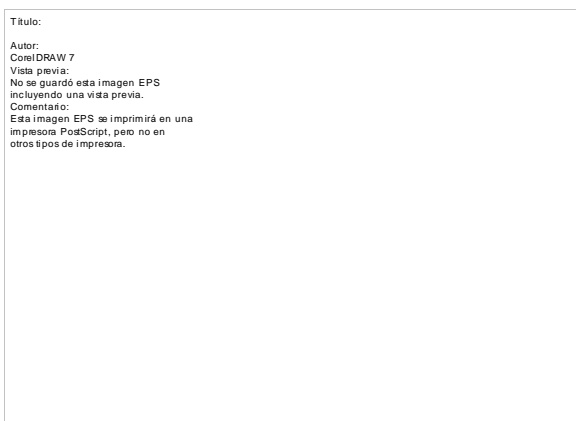 Título:
Autor:
CorelDRAW 7
Vista previa:
No se guardó esta imagen EPS
incluyendo una vista previa.
Comentario:
Esta imagen EPS se imprimirá en una
impresora PostScript, pero no en
otros tipos de impresora.